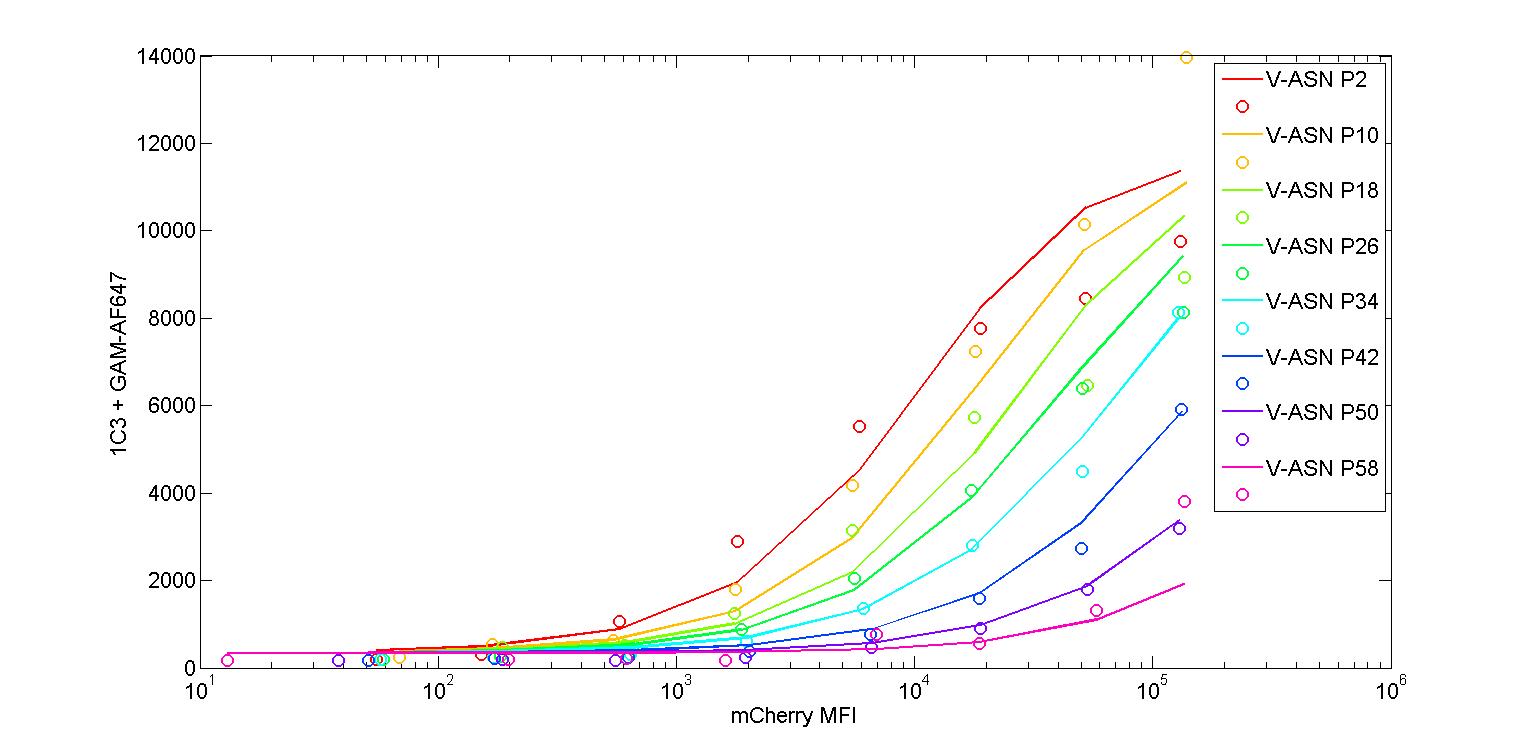 14000
12000
10000
8000
6000
4000
2000
0
1C3 + GAM-AF647
10^1
10^2
10^3
10^4
10^5
10^6
mCherry MFI
V-ASN P2
V-ASN P10
V-ASN P18
V-ASN P26
V-ASN P34
V-ASN P42
V-ASN P50
V-ASN P58